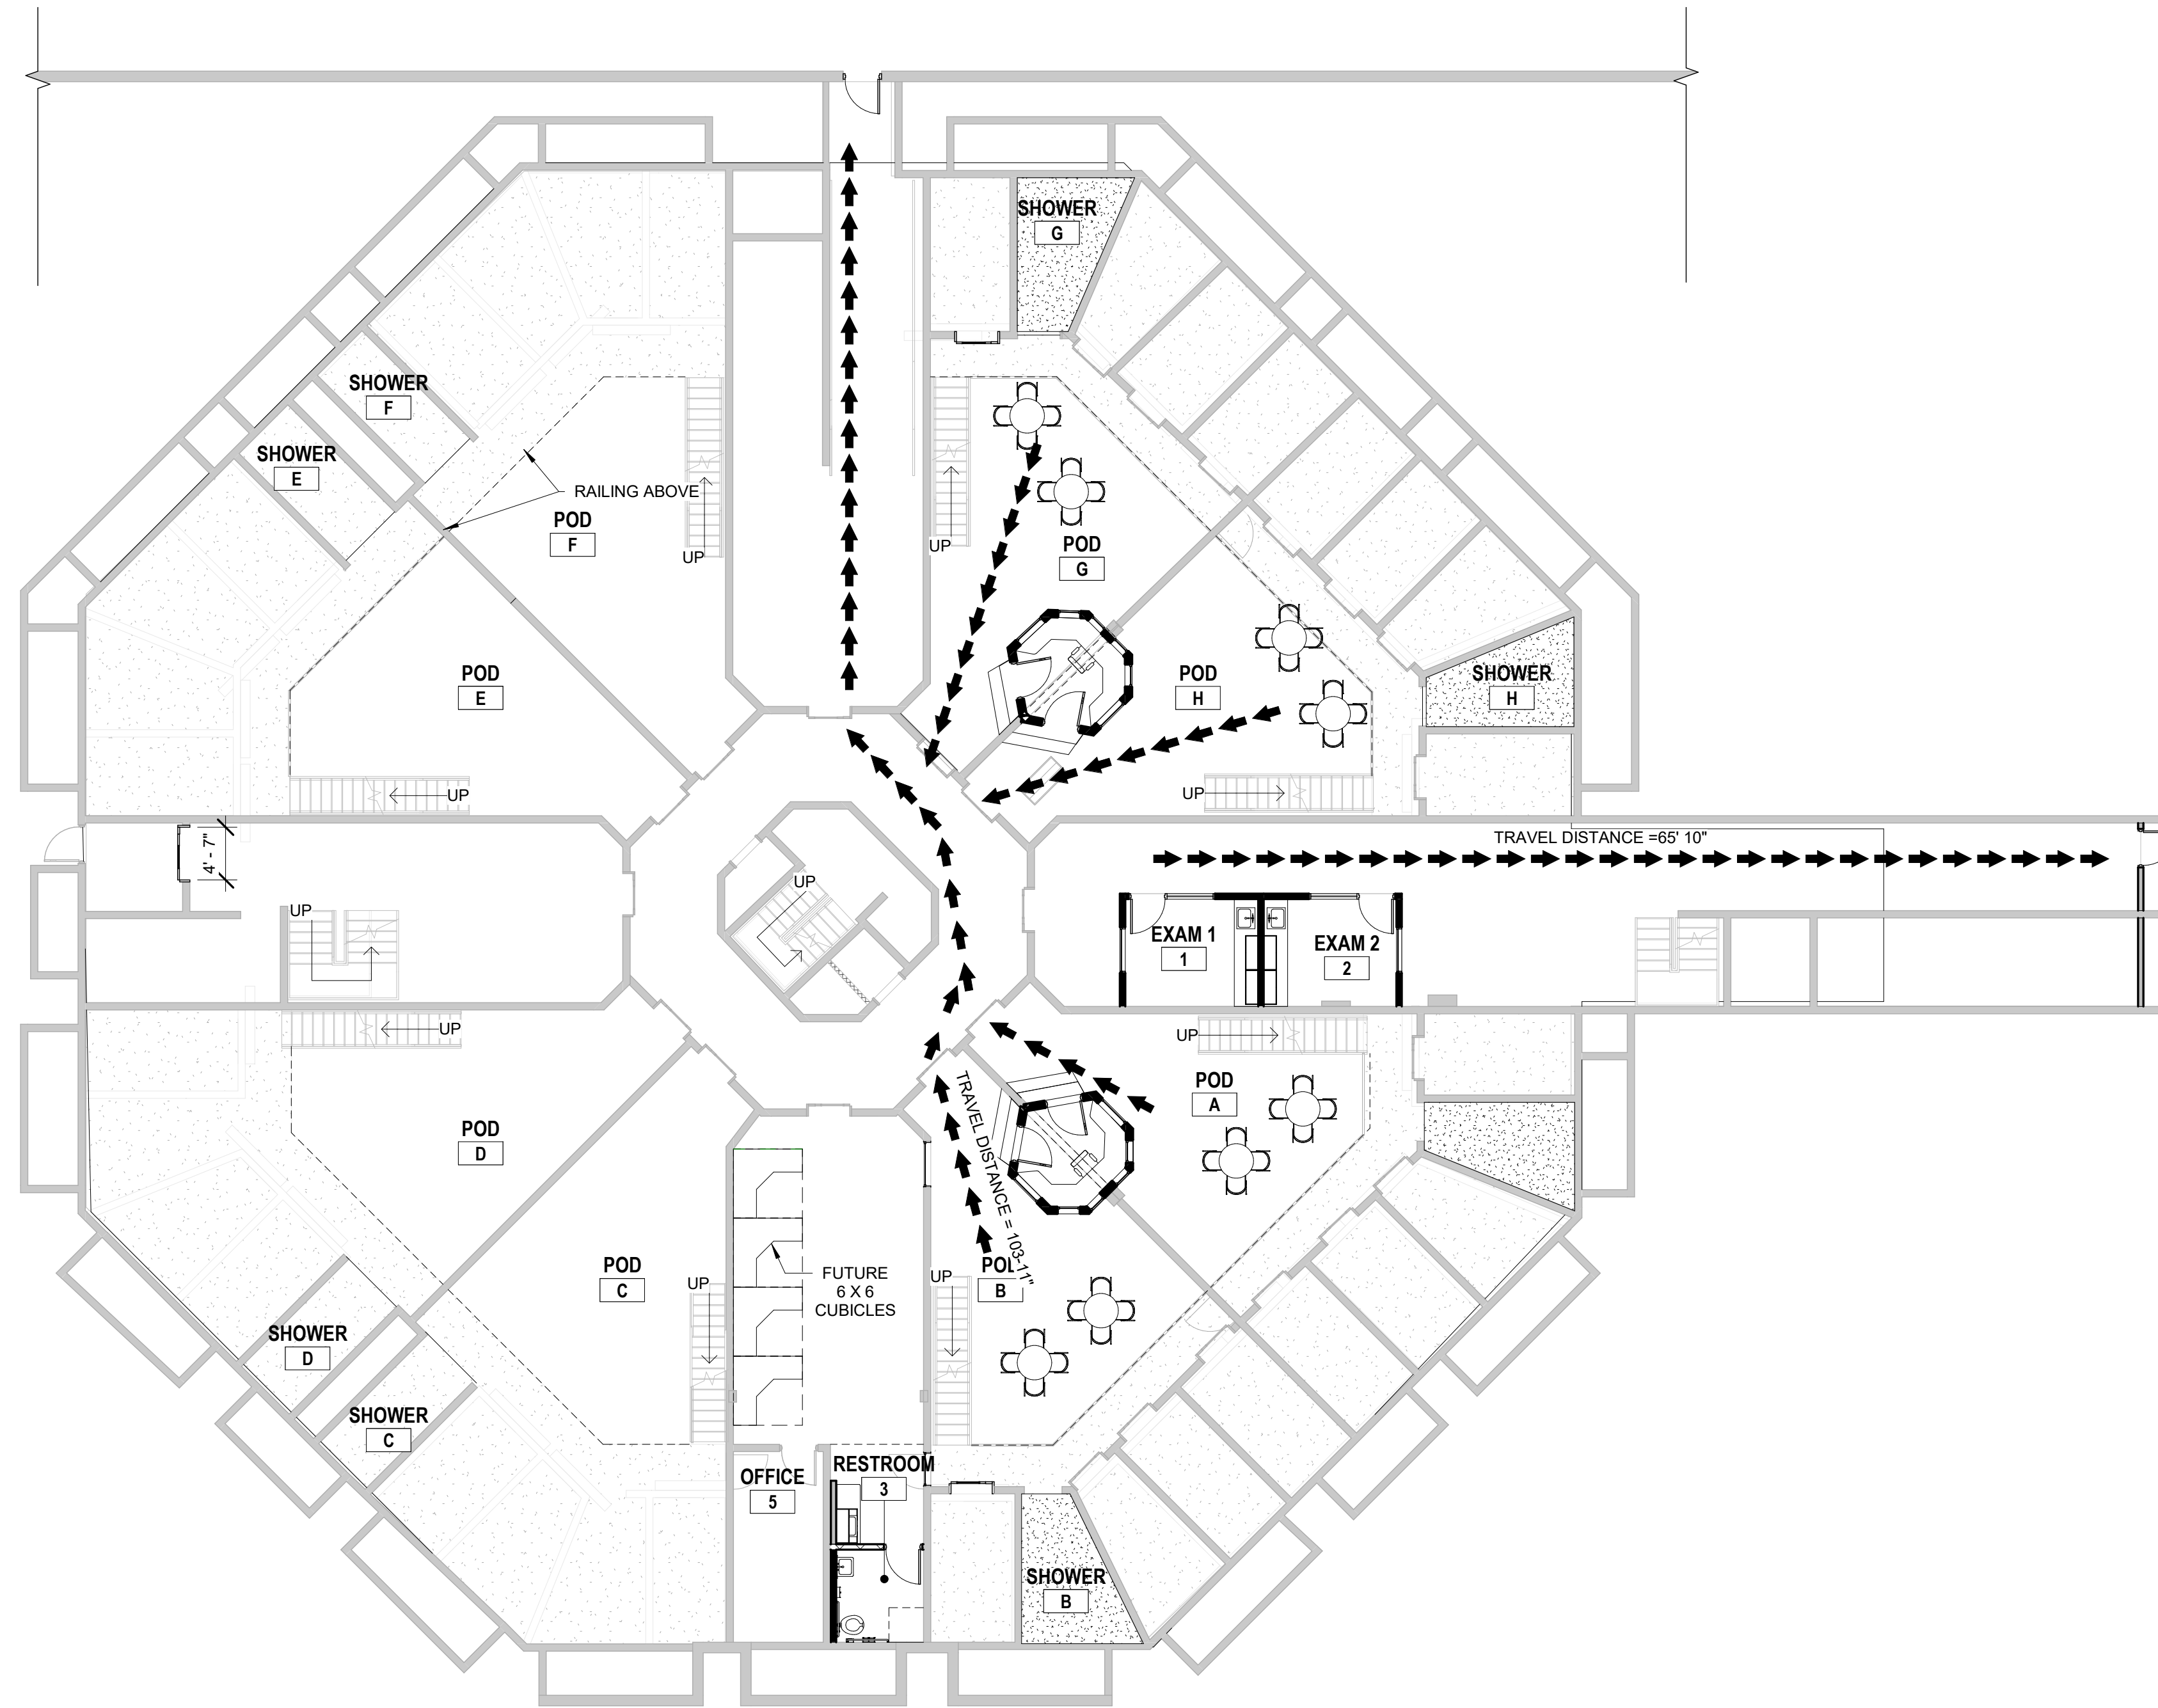 SHOWER
G
SHOWER
F
SHOWER
E
RAILING ABOVE
POD
F
UP
UP
POD
G
POD
E
POD
H
SHOWER
H
UP
UP
4' - 7"
TRAVEL DISTANCE =65' 10"
UP
UP
EXAM 1
1
EXAM 2
2
UP
UP
POD
D
POD
A
TRAVEL DISTANCE = 103-11"
POD
C
UP
FUTURE
6 X 6
CUBICLES
UP
POD
B
SHOWER
D
SHOWER
C
OFFICE
5
RESTROOM
3
SHOWER
B